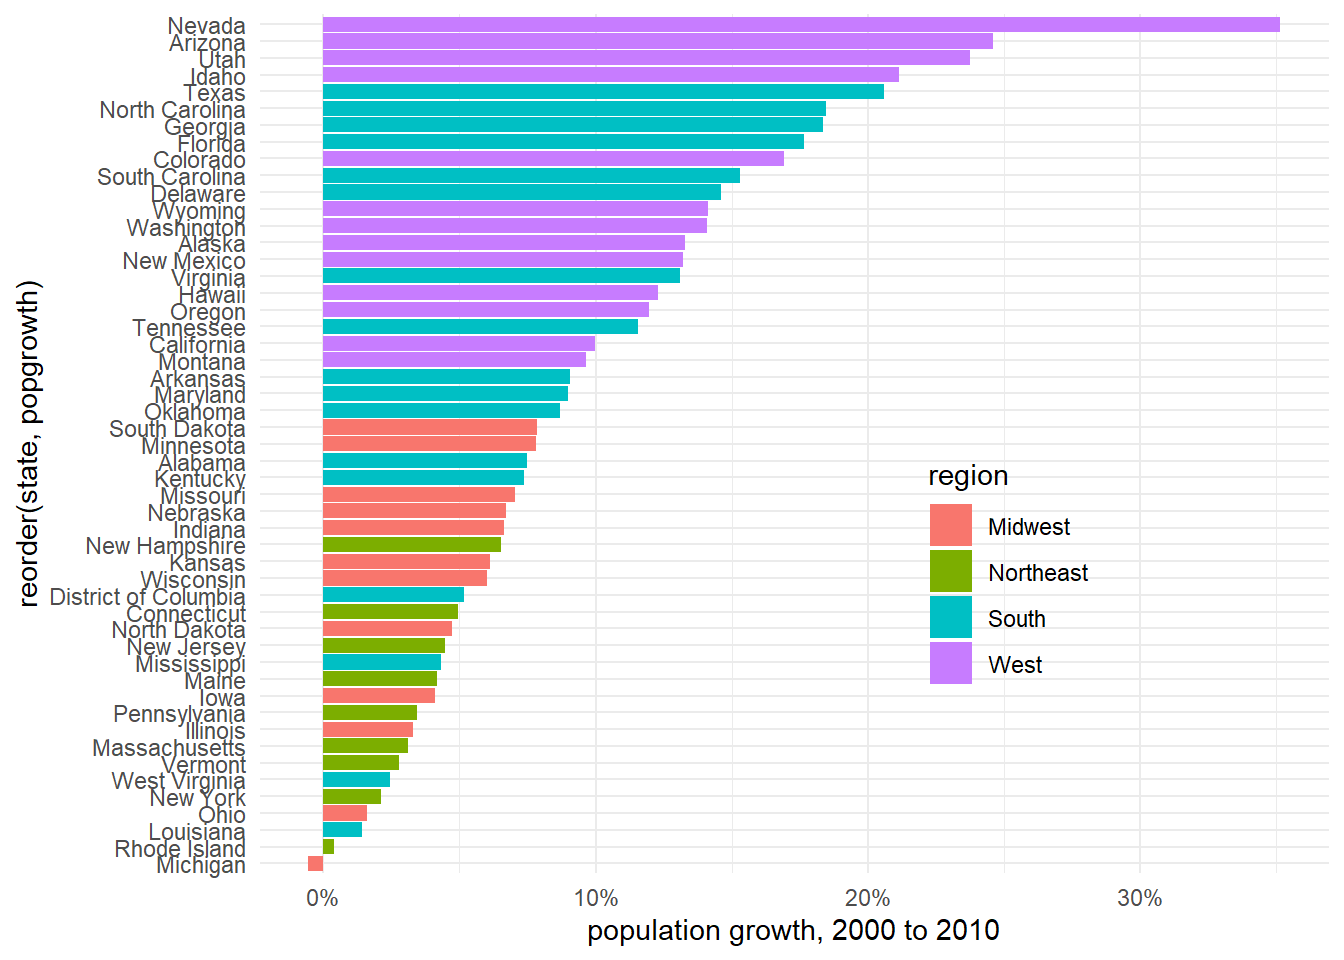 Nevada
Arizona
Utah
Idaho
Texas
North Carolina
Georgia
Florida
Colorado
South Carolina
Delaware
Wyoming
Washington
Alaska
New Mexico
Virginia
Hawaii
Oregon
Tennessee
California
Montana
Arkansas
Maryland
Oklahoma
South Dakota
Minnesota
Alabama
Kentucky
Missouri
Nebraska
Indiana
New Hampshire
Kansas
Wisconsin
District of Columbia
Connecticut
North Dakota
New Jersey
Mississippi
Maine
Iowa
Pennsylvania
Illinois
Massachusetts
Vermont
West Virginia
New York
Ohio
Louisiana
Rhode Island
Michigan
reorder(state, popgrowth)
region
Midwest
Northeast
South
West
0% 10% 20% 30%
population growth, 2000 to 2010